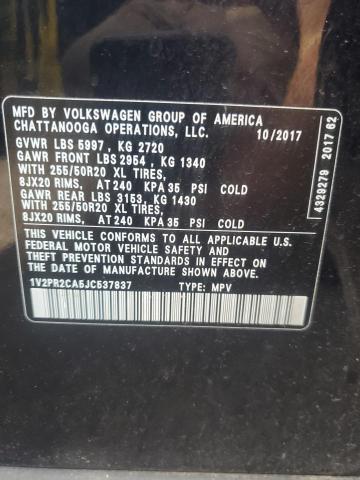 MFD BY VOLKSWAGEN GROUP OF AMERICA
CHATTANOOGA OPERATIONS, LLC. 10/2017
GVWR LBS 5997, KG 2720
GAWR FRONT LBS 2954, KG 1340
WITH 255/50R20 XL TIRES,
8JX20 RIMS, AT 240 KPA 35 PSI COLD
GAWR REAR LBS 3153, KG 1430
WITH 255/50R20 XL TIRES,
8JX20 RIMS, AT 240 KPA 35 PSI COLD
THIS VEHICLE CONFORMS TO ALL APPLICABLE U.S.
FEDERAL MOTOR VEHICLE SAFETY AND
THEFT PREVENTION STANDARDS IN EFFECT ON THE
DATE OF MANUFACTURE SHOWN ABOVE.
1V2PR2CA5JC537837 TYPE: MPV
4329279 2017 62